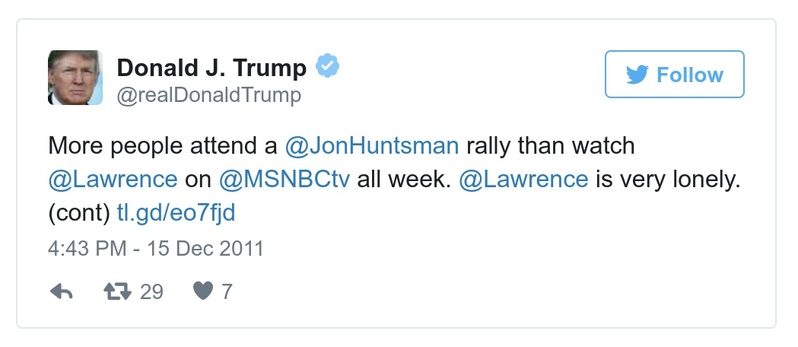 Donald J. Trump
@realDonaldTrump
Follow
More people attend a @JonHuntsman rally than watch
@Lawrence on @MSNBCtv all week. @Lawrence is very lonely.
(cont) tl.gd/eo7fjd
4:43 PM - 15 Dec 2011
29 7